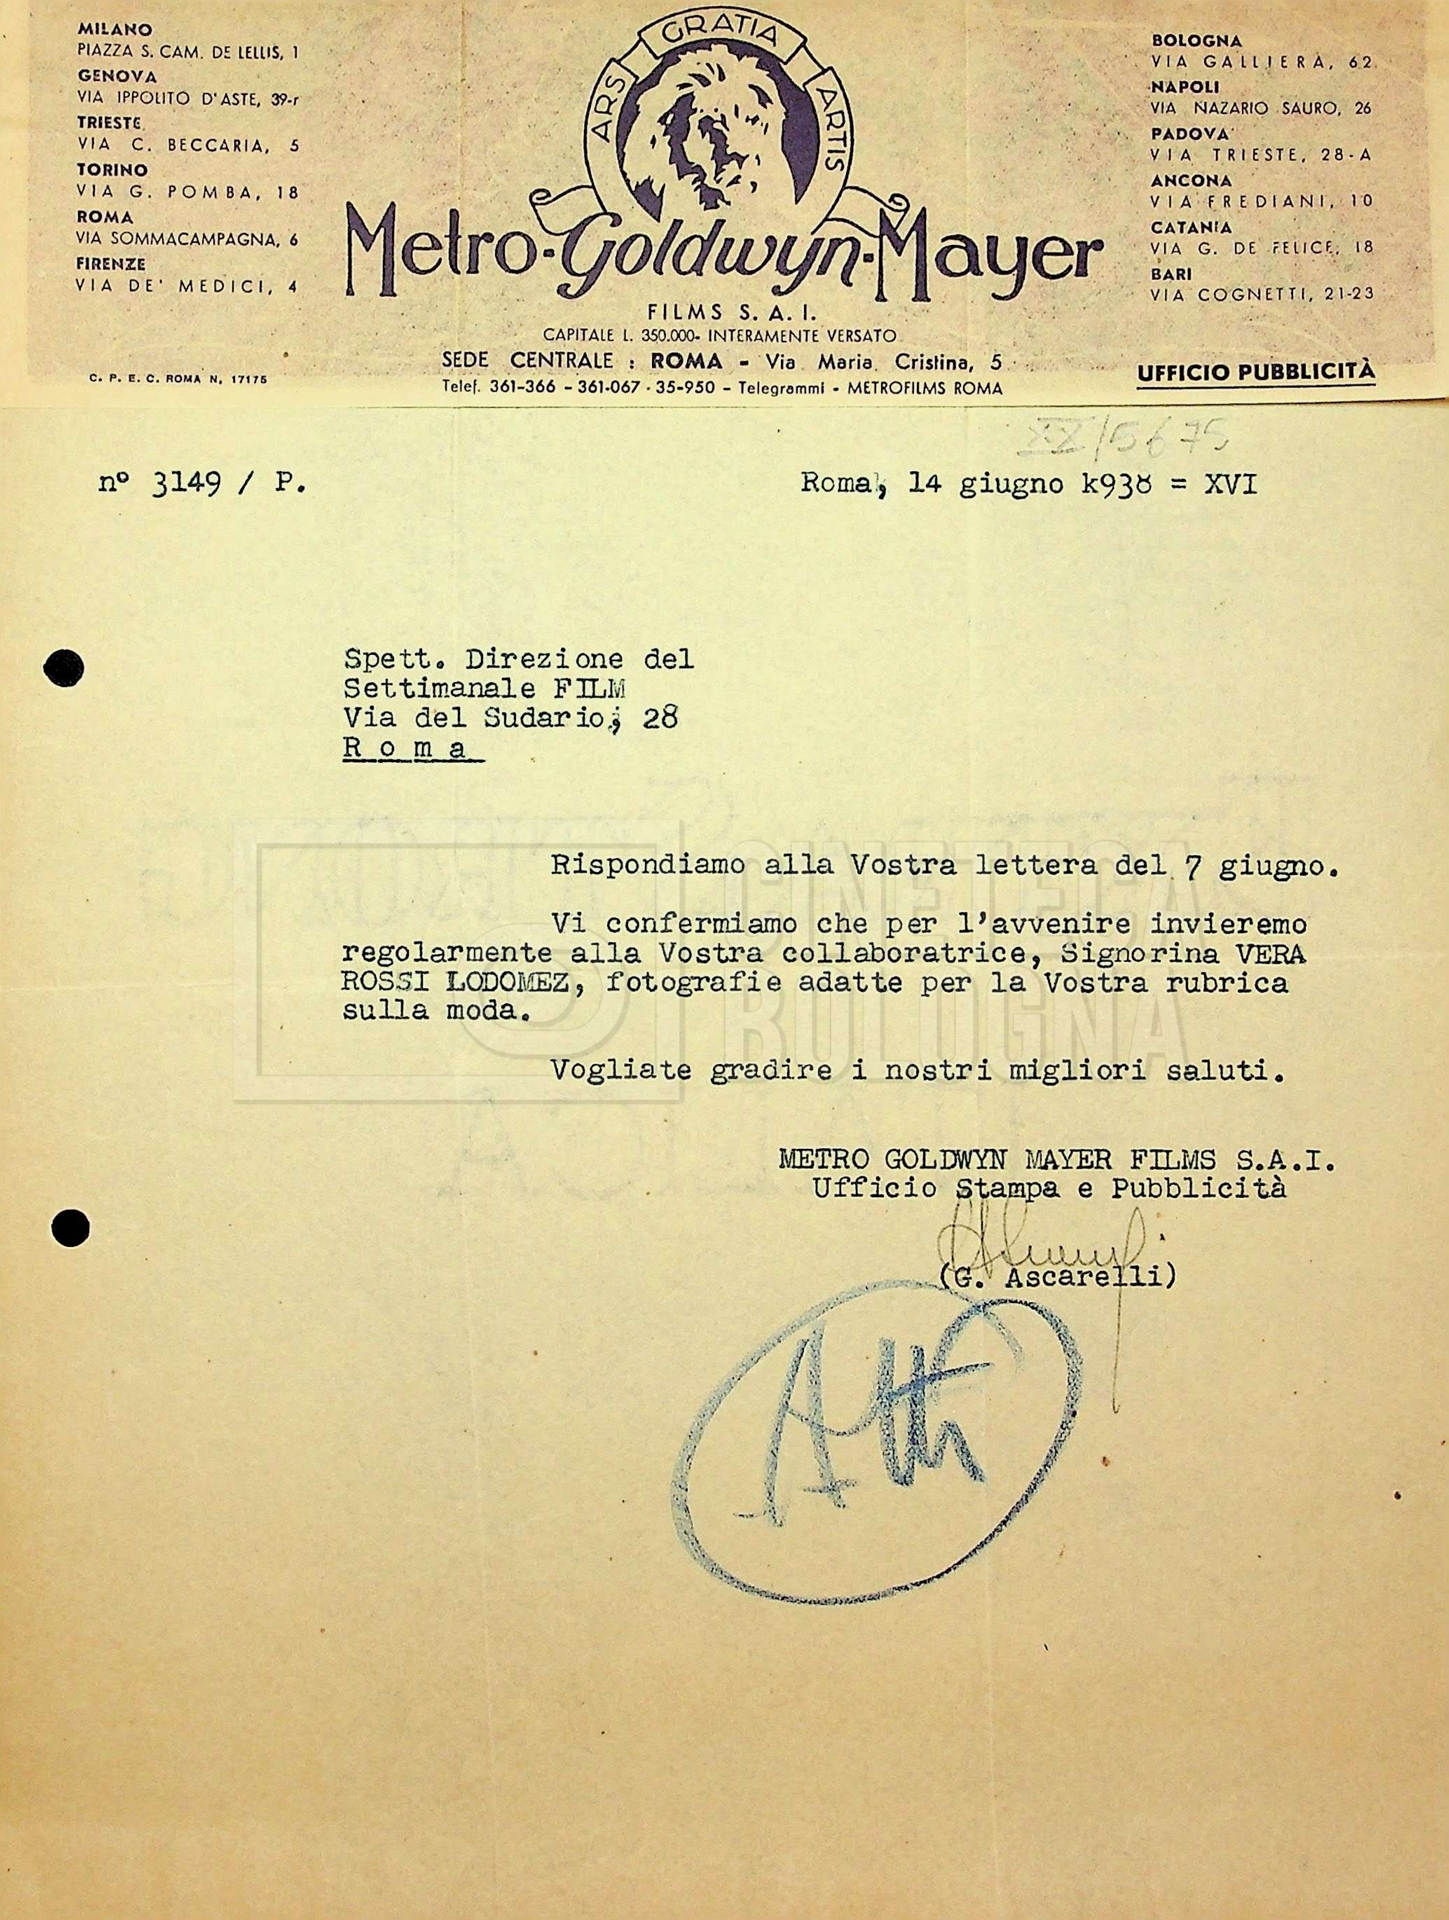 MILANO
PIAZZA S. CAM. DE LELLIS, 1
GENOVA
VIA IPPOLITO D'ASTE, 39-r
TRIESTE
VIA C. BECCARIA, 5
TORINO
VIA G. POMBA, 18
ROMA
VIA SOMMACAMPAGNA, 6
FIRENZE
VIA DE' MEDICI, 4
C. P. E. C. ROMA N. 17175
ARS GRATIA ARTIS
Metro-Goldwyn-Mayer
FILMS S. A. I.
CAPITALE L. 350.000- INTERAMENTE VERSATO
SEDE CENTRALE : ROMA - Via Maria Cristina, 5
Telef. 361-366 - 361-067 - 35-950 - Telegrammi - METROFILMS ROMA
BOLOGNA
VIA GALLIERA, 62
NAPOLI
VIA NAZARIO SAURO, 26
PADOVA
VIA TRIESTE, 28-A
ANCONA
VIA FREDIANI, 10
CATANIA
VIA G. DE FELICE, 18
BARI
VIA COGNETTI, 21-23
UFFICIO PUBBLICITÀ
XV/5675
nº 3149 / P.
Roma, 14 giugno k938 = XVI
Spett. Direzione del
Settimanale FILM
Via del Sudario, 28
Roma
Rispondiamo alla Vostra lettera del 7 giugno.
Vi confermiamo che per l'avvenire invieremo
regolarmente alla Vostra collaboratrice, Signorina VERA
ROSSI LODOMEZ, fotografie adatte per la Vostra rubrica
sulla moda.
Vogliate gradire i nostri migliori saluti.
METRO GOLDWYN MAYER FILMS S.A.I.
Ufficio Stampa e Pubblicità
(G. Ascarelli)
Atti
CINETECA
BOLOGNA